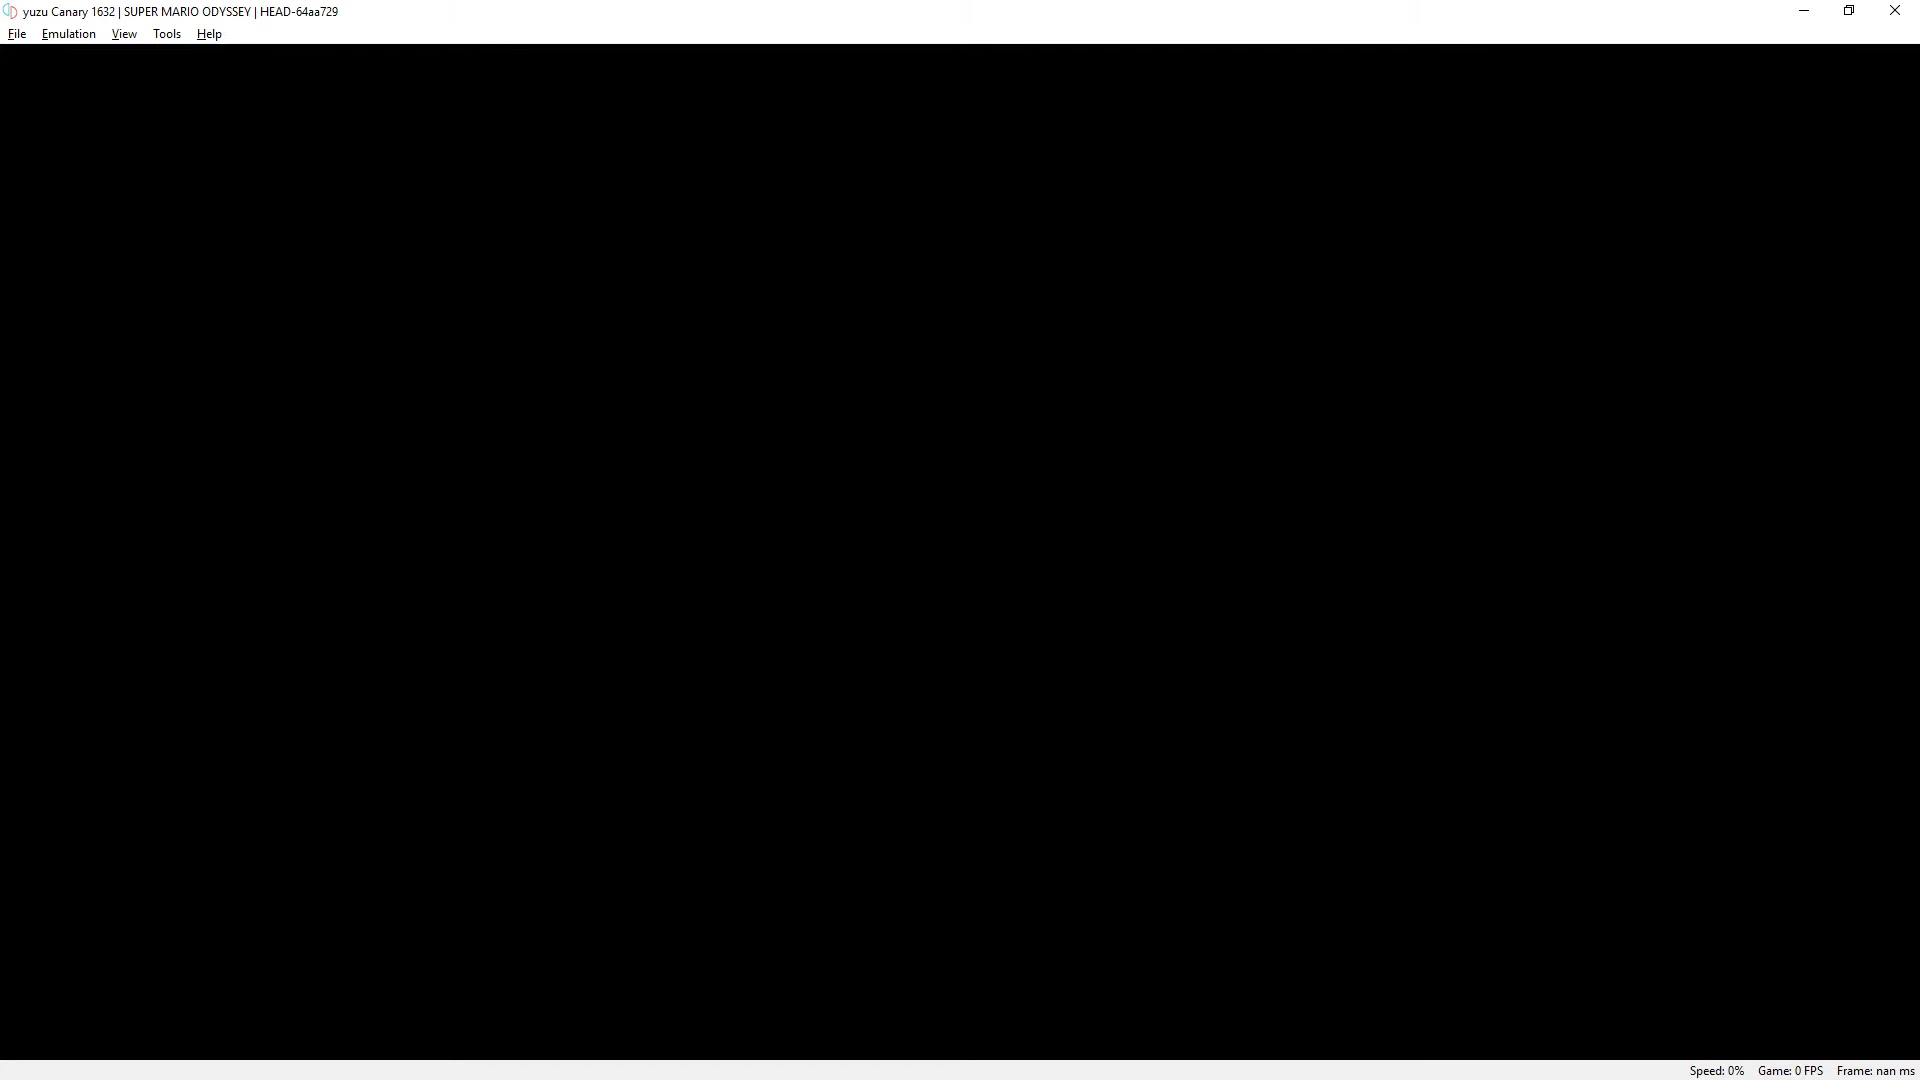 yuzu Canary 1632 | SUPER MARIO ODYSSEY | HEAD-64aa729
File Emulation View Tools Help
Speed: 0% Game: 0 FPS Frame: nan ms